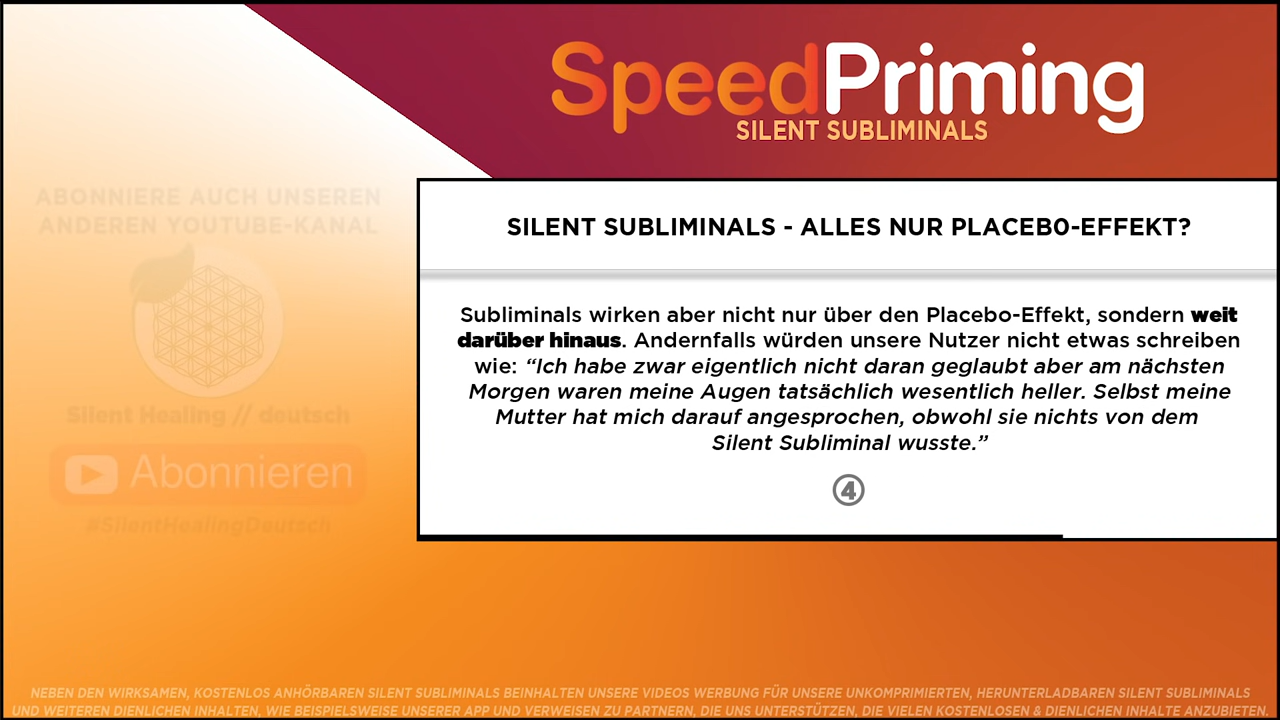 SpeedPriming
SILENT SUBLIMINALS
ABONNIERE AUCH UNSEREN
ANDEREN YOUTUBE-KANAL
Silent Healing // deutsch
Abonnieren
#SilentHealingDeutsch
SILENT SUBLIMINALS - ALLES NUR PLACEB0-EFFEKT?
Subliminals wirken aber nicht nur über den Placebo-Effekt, sondern weit
darüber hinaus. Andernfalls würden unsere Nutzer nicht etwas schreiben
wie: “Ich habe zwar eigentlich nicht daran geglaubt aber am nächsten
Morgen waren meine Augen tatsächlich wesentlich heller. Selbst meine
Mutter hat mich darauf angesprochen, obwohl sie nichts von dem
Silent Subliminal wusste.”
4
NEBEN DEN WIRKSAMEN, KOSTENLOS ANHÖRBAREN SILENT SUBLIMINALS BEINHALTEN UNSERE VIDEOS WERBUNG FÜR UNSERE UNKOMPRIMIERTEN, HERUNTERLADBAREN SILENT SUBLIMINALS
UND WEITEREN DIENLICHEN INHALTEN, WIE BEISPIELSWEISE UNSERER APP UND VERWEISEN ZU PARTNERN, DIE UNS UNTERSTÜTZEN, DIE VIELEN KOSTENLOSEN & DIENLICHEN INHALTE ANZUBIETEN.